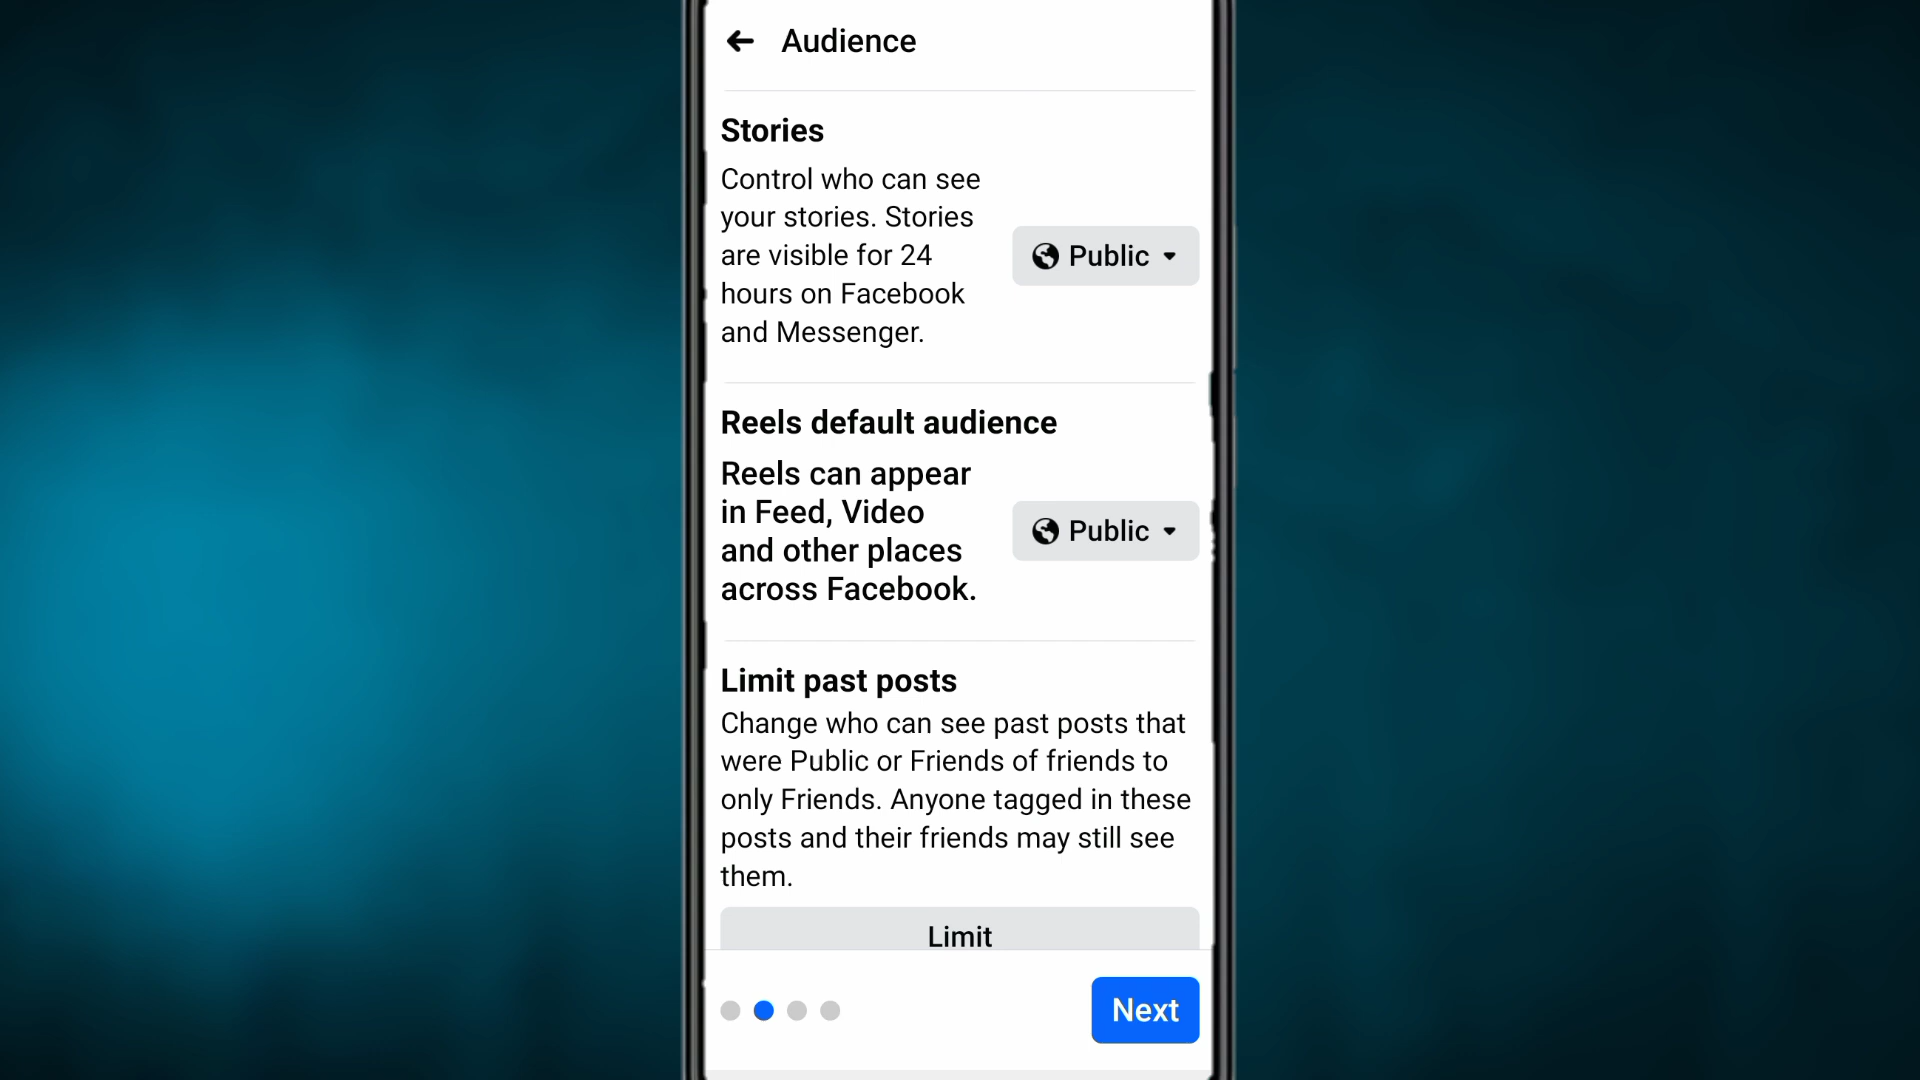 Audience
Stories
Control who can see
your stories. Stories
are visible for 24
hours on Facebook
and Messenger.
Public
Reels default audience
Reels can appear
in Feed, Video
and other places
across Facebook.
Public
Limit past posts
Change who can see past posts that
were Public or Friends of friends to
only Friends. Anyone tagged in these
posts and their friends may still see
them.
Limit
Next